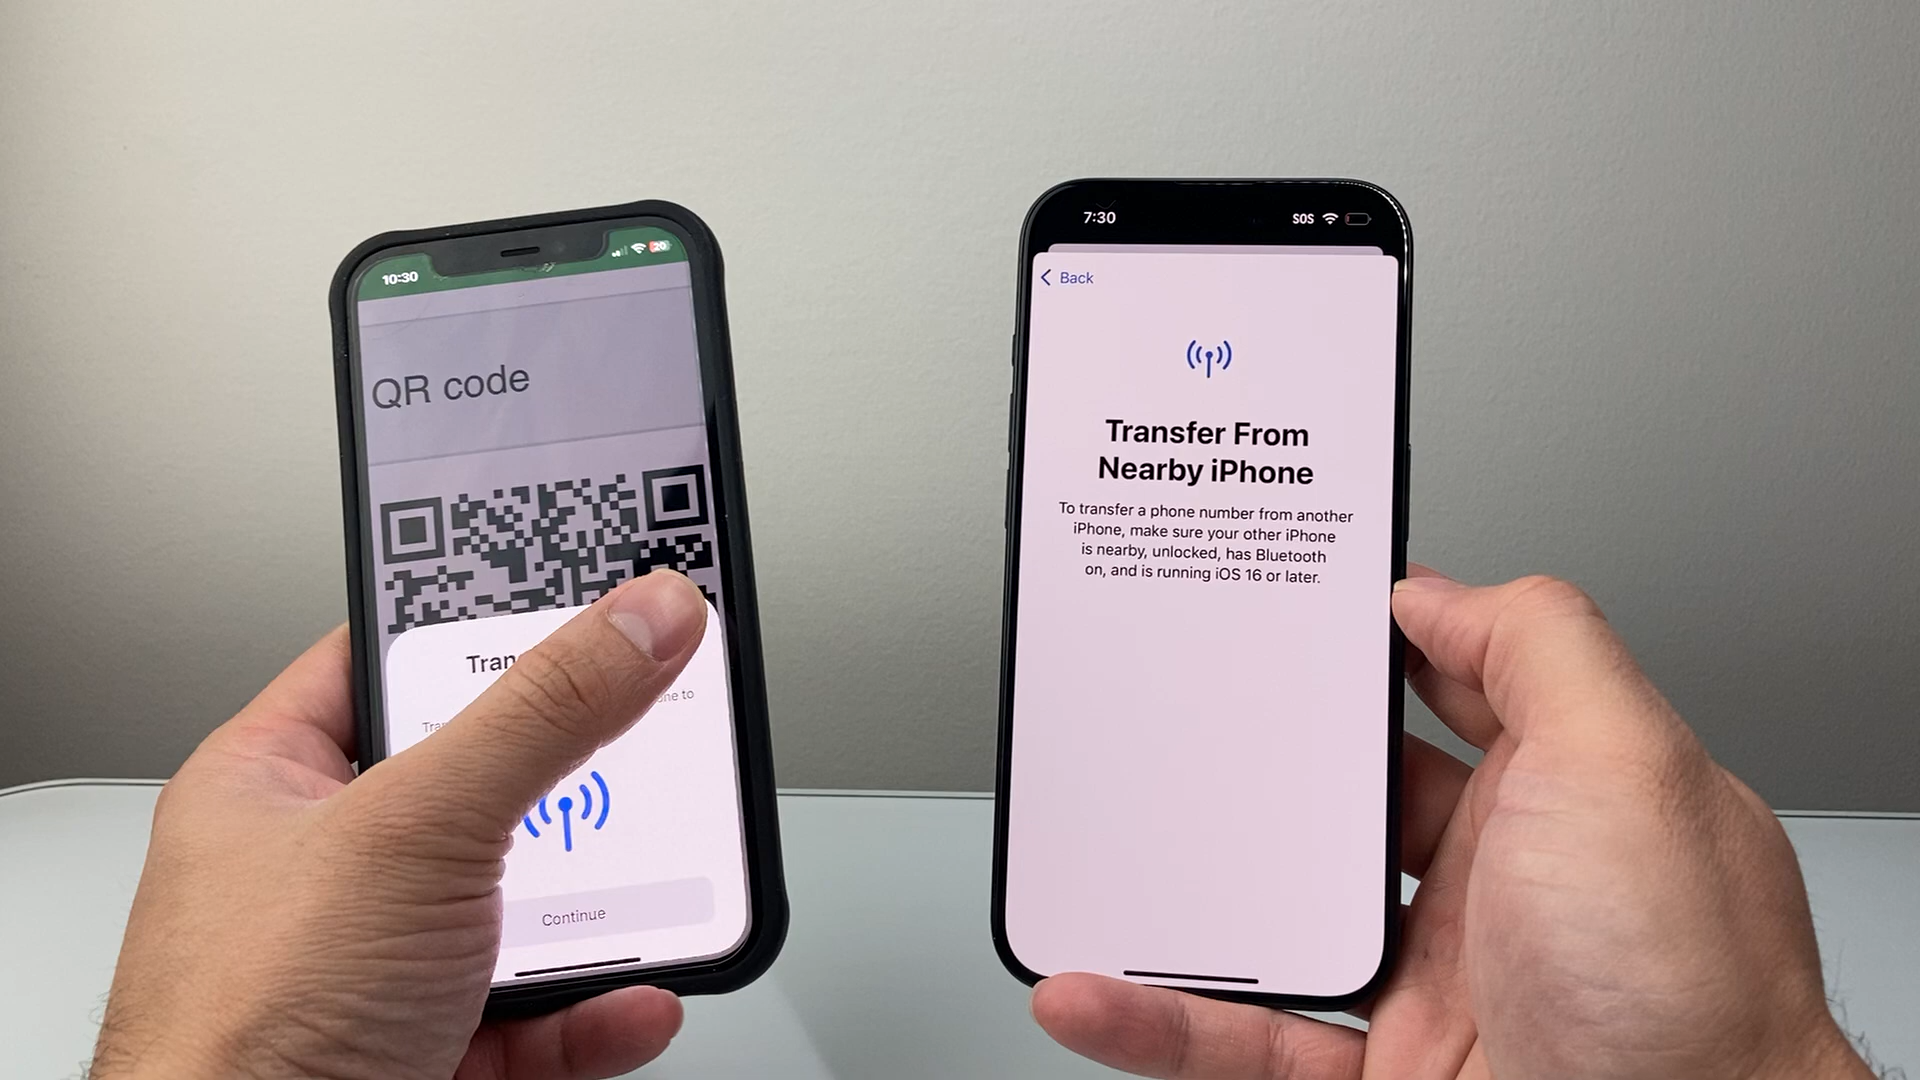 10:30
20
QR code
Continue
7:30
SOS
Back
Transfer From
Nearby iPhone
To transfer a phone number from another
iPhone, make sure your other iPhone
is nearby, unlocked, has Bluetooth
on, and is running iOS 16 or later.